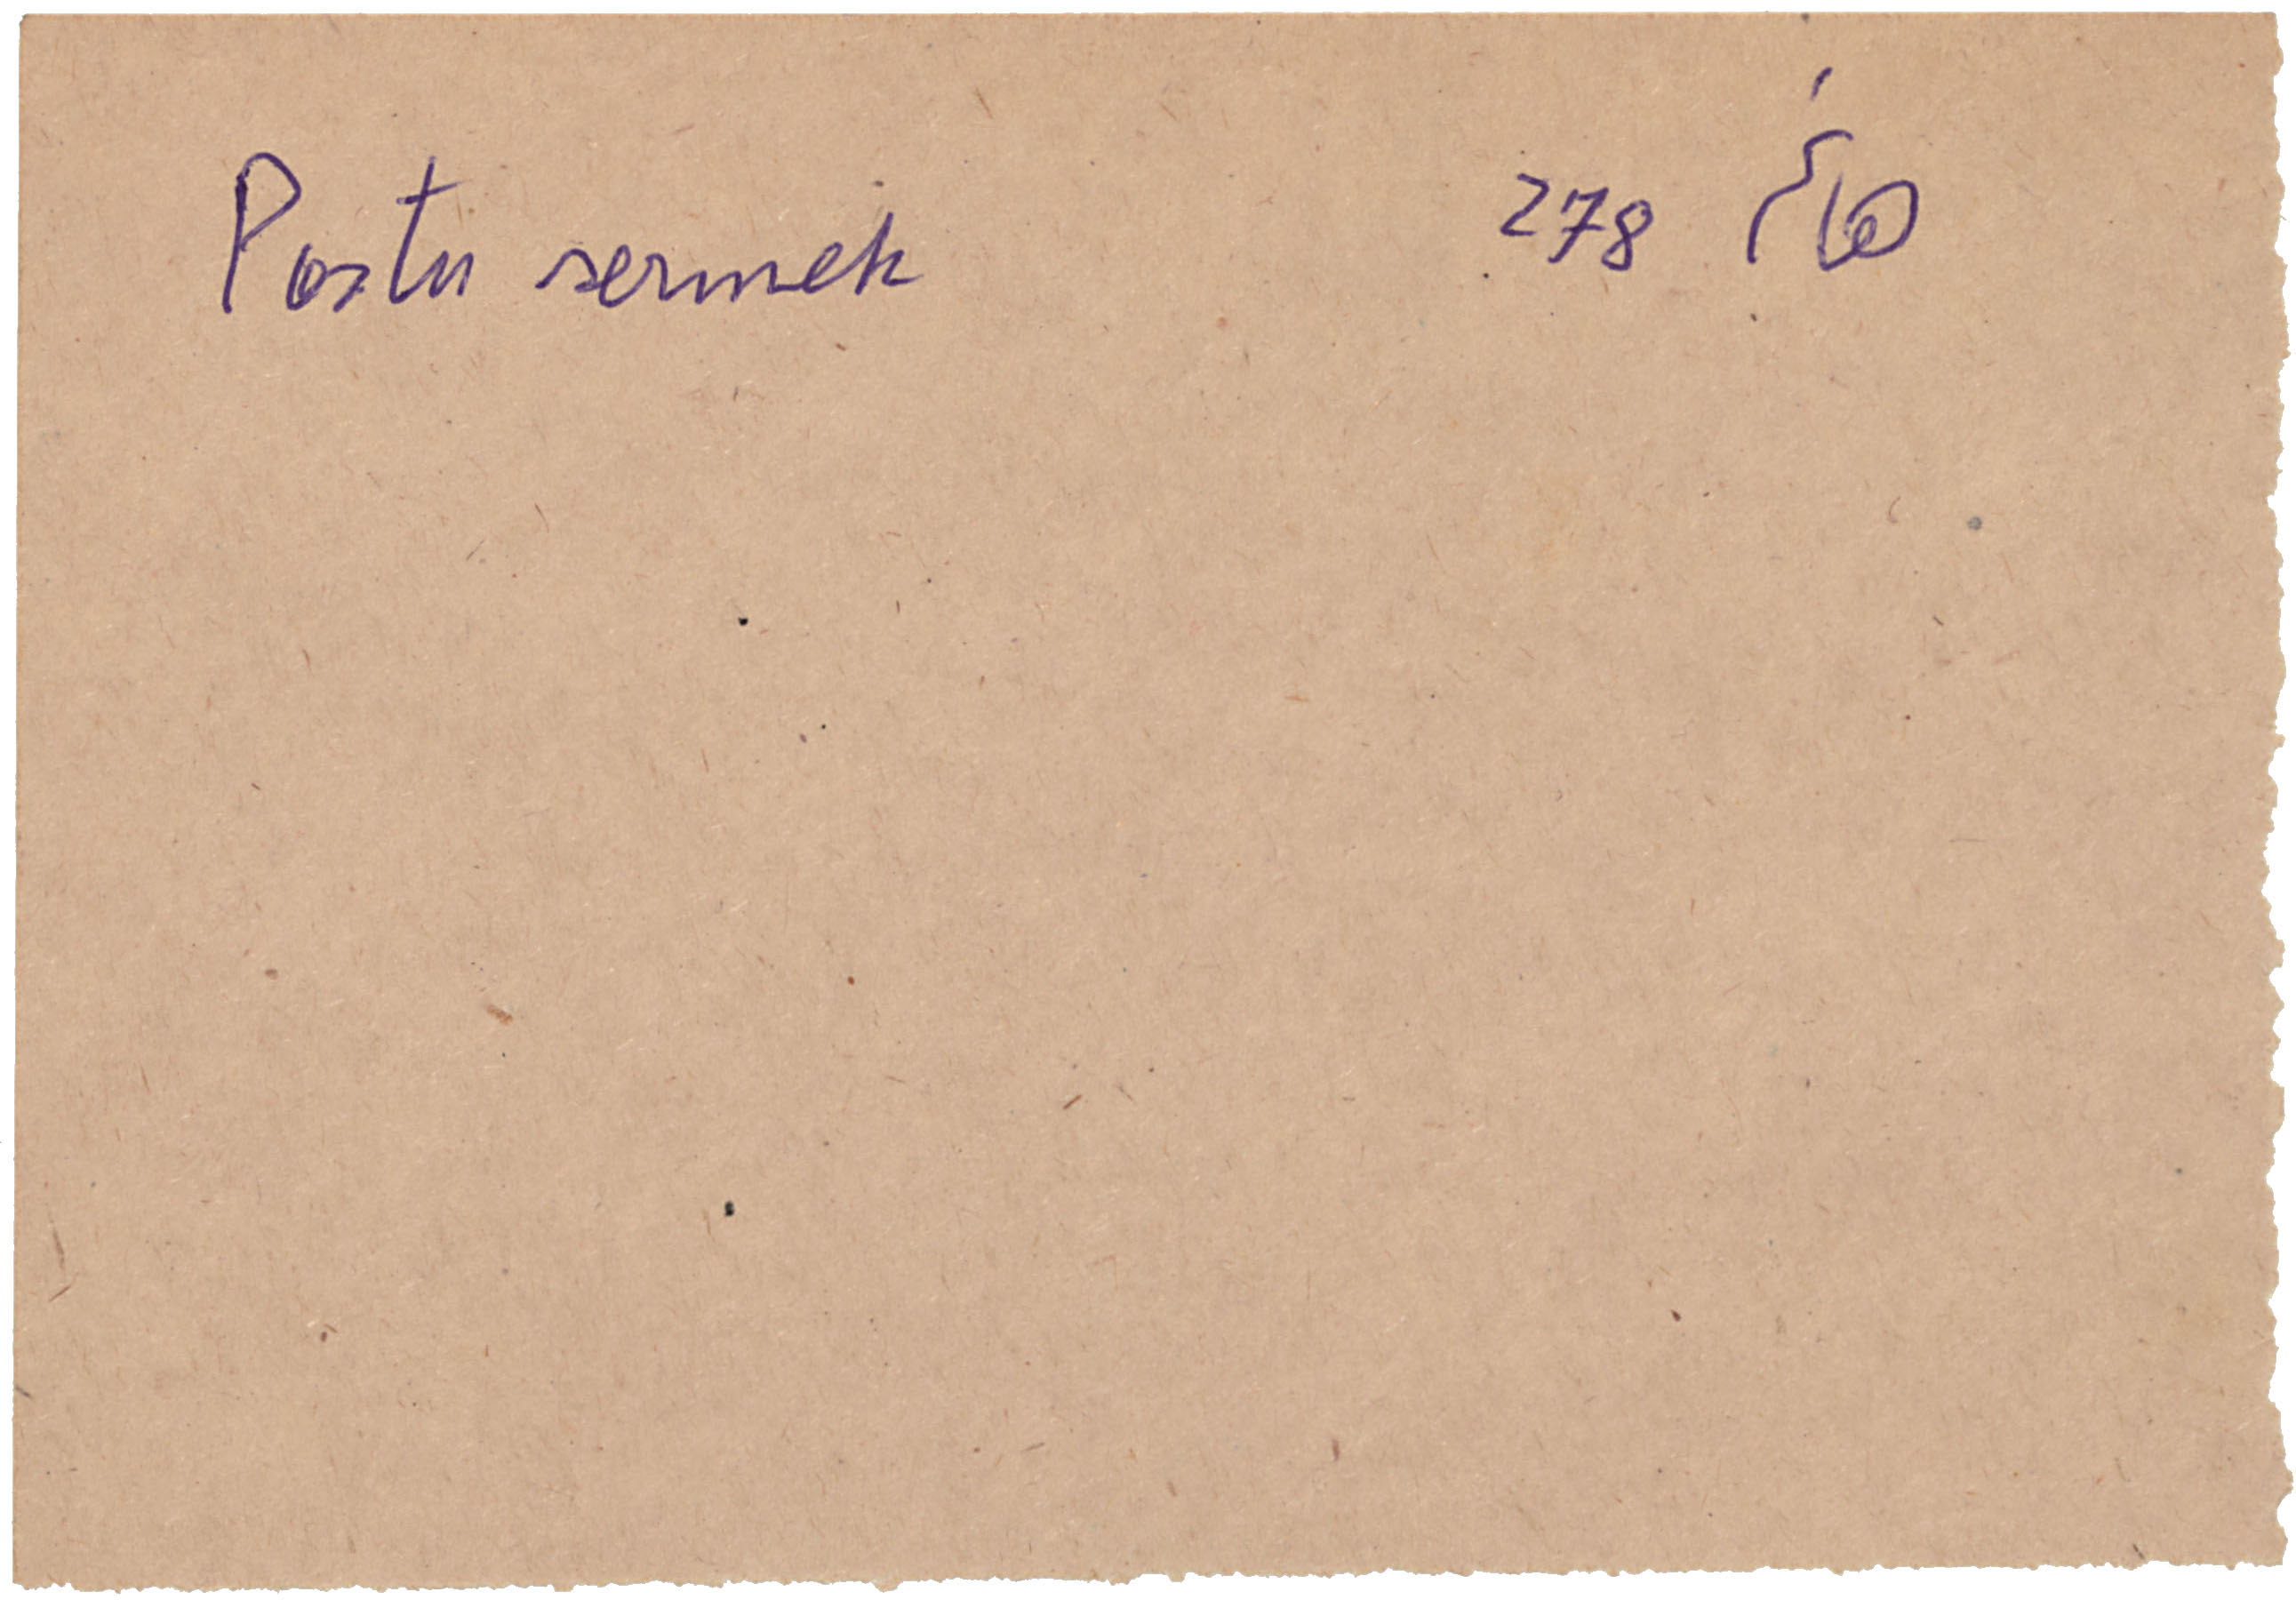 Postu sermek 278